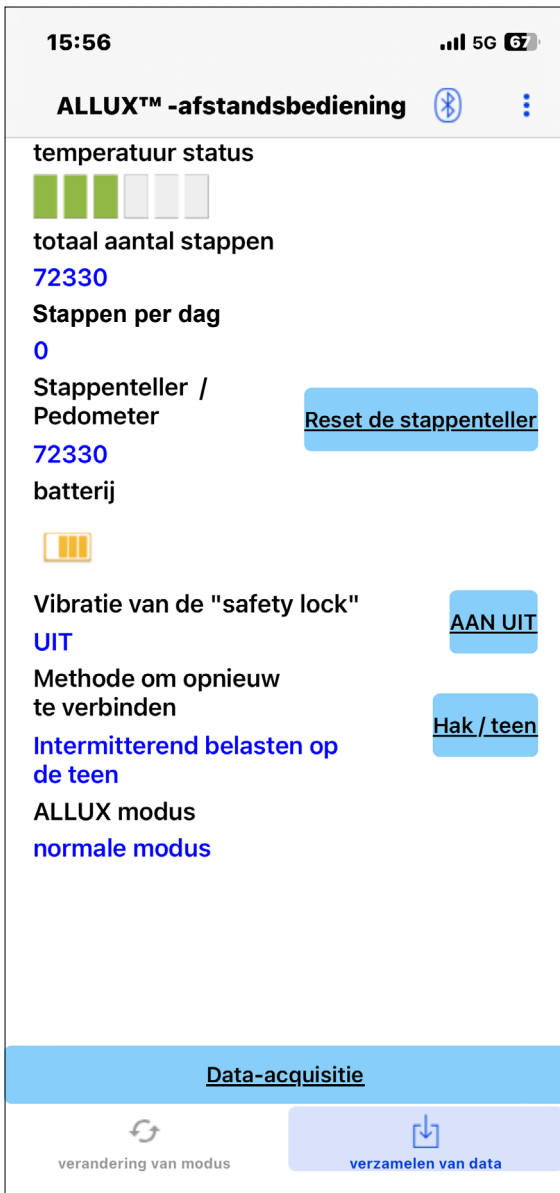 15:56 5G 67
ALLUX™ -afstandsbediening
temperatuur status
totaal aantal stappen
72330
Stappen per dag
0
Stappenteller /
Pedometer
Reset de stappenteller
72330
batterij
Vibratie van de "safety lock"
AAN UIT
UIT
Methode om opnieuw
te verbinden
Hak / teen
Intermitterend belasten op
de teen
ALLUX modus
normale modus
Data-acquisitie
verandering van modus
verzamelen van data